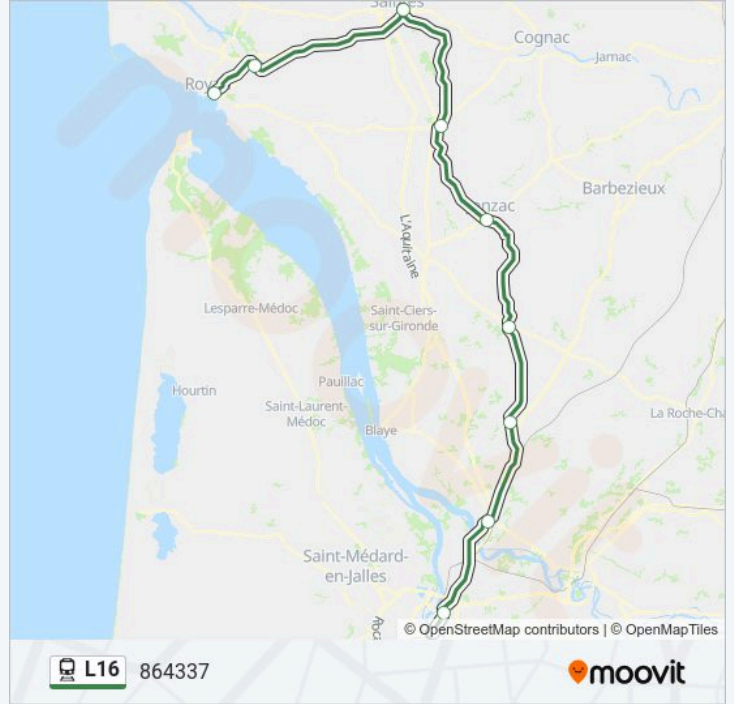 Cognac
Jarnac
Barbezieux
L'Aquitaine
Lesparre-Médoc
Saint-Ciers-
sur-Gironde
Pauillac
Hourtin
Saint-Laurent-
Médoc
Blaye
La Roche-Cha
Saint-Médard-
en-Jalles
© OpenStreetMap contributors | © OpenMapTiles
L16 864337
moovit